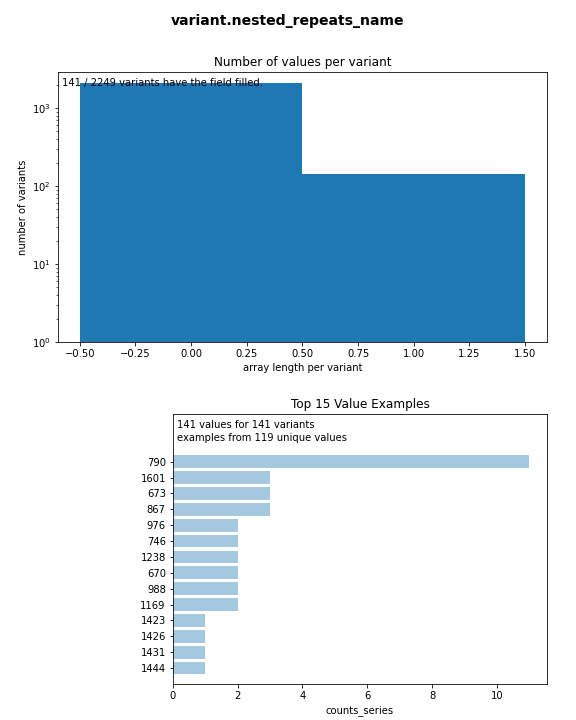 variant.nested_repeats_name
Number of values per variant
141 / 2249 variants have the field filled.
number of variants
10³
10²
10¹
10⁰
−0.50 −0.25 0.00 0.25 0.50 0.75 1.00 1.25 1.50
array length per variant
Top 15 Value Examples
141 values for 141 variants
examples from 119 unique values
790
1601
673
867
976
746
1238
670
988
1169
1423
1426
1431
1444
0 2 4 6 8 10
counts_series